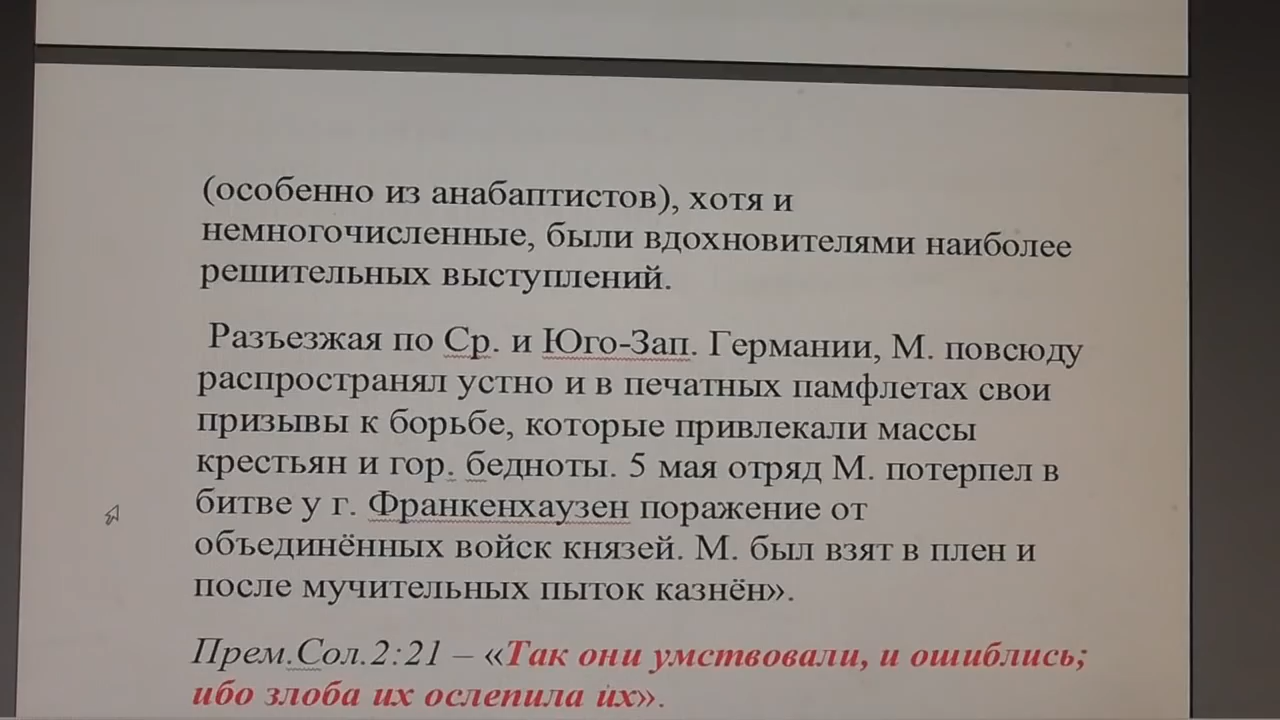 (особенно из анабаптистов), хотя и
немногочисленные, были вдохновителями наиболее
решительных выступлений.
Разъезжая по Ср. и Юго-Зап. Германии, М. повсюду
распространял устно и в печатных памфлетах свои
призывы к борьбе, которые привлекали массы
крестьян и гор. бедноты. 5 мая отряд М. потерпел в
битве у г. Франкенхаузен поражение от
объединённых войск князей. М. был взят в плен и
после мучительных пыток казнён».
Прем.Сол.2:21 – «Так они умствовали, и ошиблись;
ибо злоба их ослепила их».